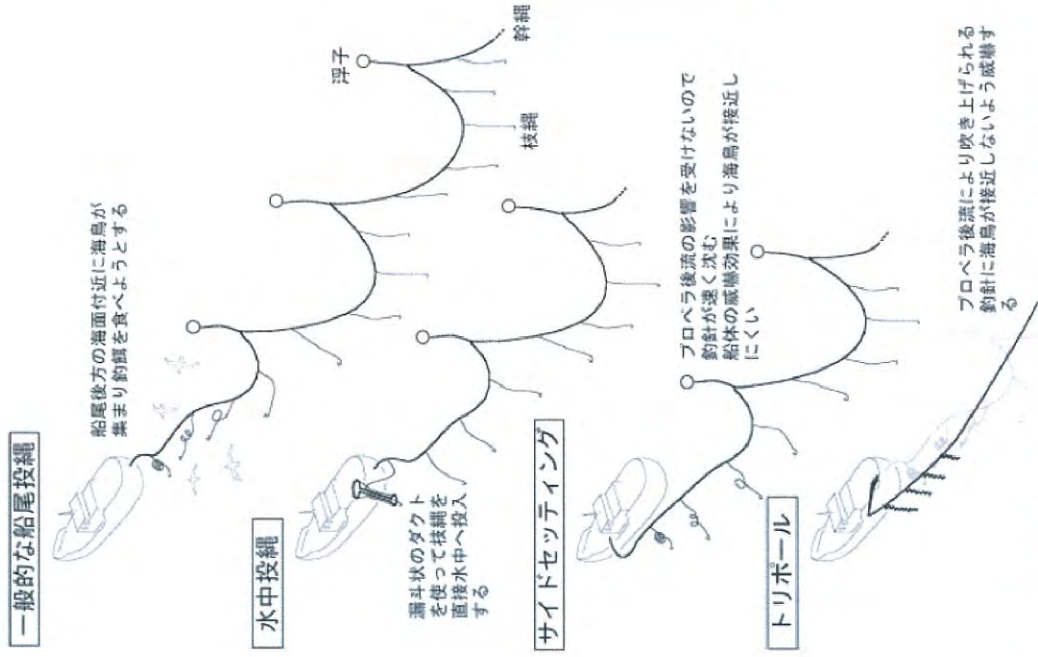 一般的な船尾投縄
船尾後方の海面付近に海鳥が
集まり釣餌を食べようとする
浮子
幹縄
枝縄
水中投縄
漏斗状のダクト
を使って枝縄を
直接水中へ投入
する
サイドセッティング
プロペラ後流の影響を受けないので
釣針が速く沈む
船体の威嚇効果により海鳥が接近し
にくい
トリポール
プロペラ後流により吹き上げられる
釣針に海鳥が接近しないよう威嚇す
る